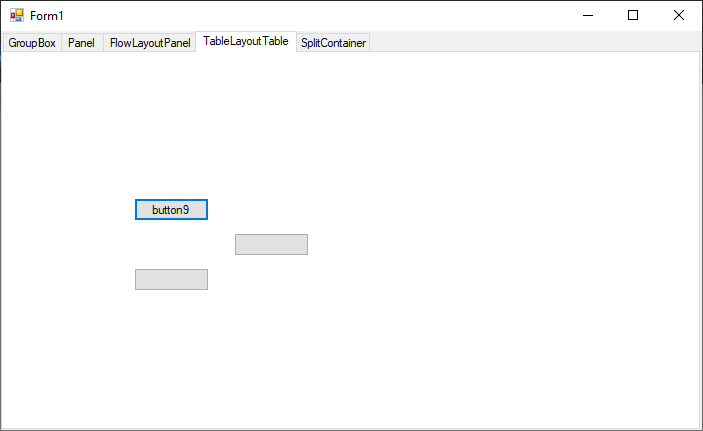 Form1
GroupBox Panel FlowLayoutPanel TableLayoutTable SplitContainer
button9